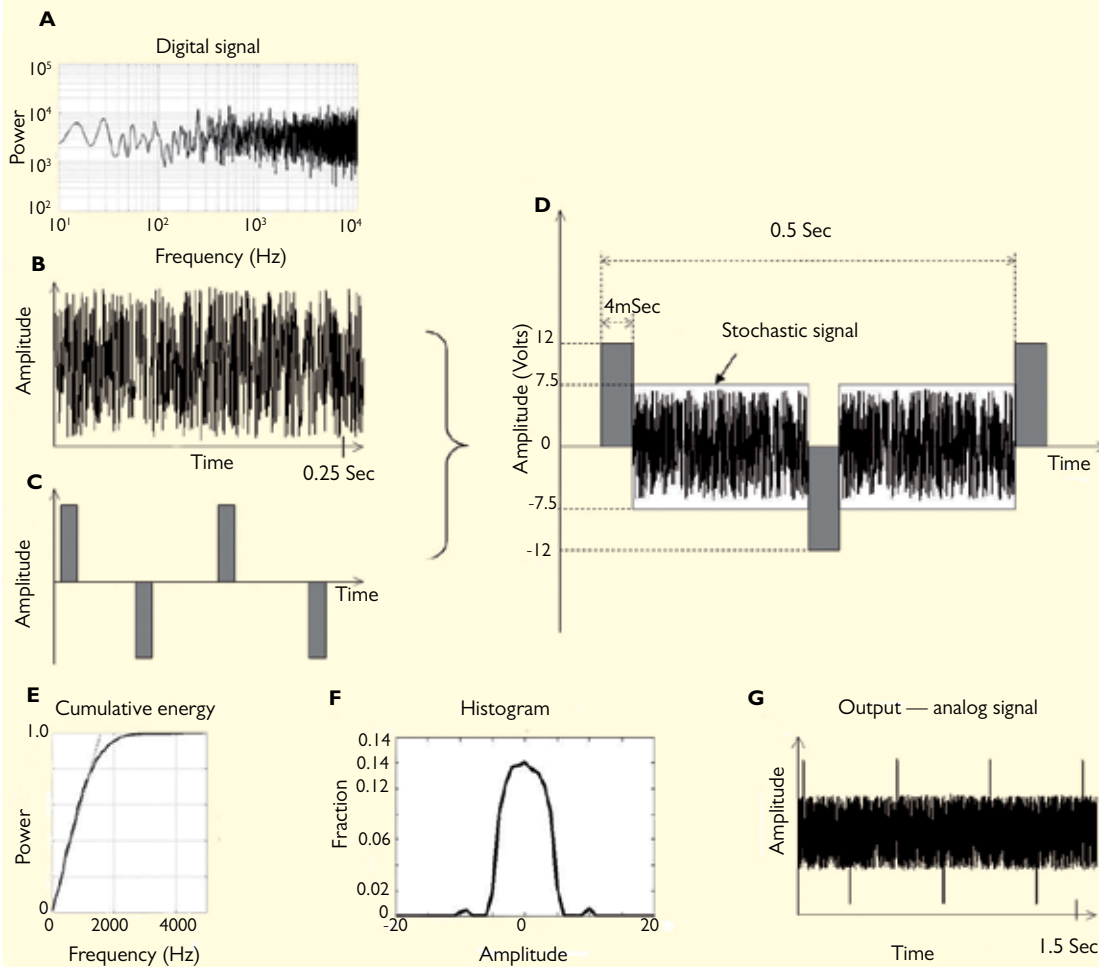 A
Digital signal
10⁵
10⁴
10³
10²
Power
10¹
10²
10³
10⁴
Frequency (Hz)
B
Amplitude
Time
0.25 Sec
C
Amplitude
Time
D
0.5 Sec
4mSec
Stochastic signal
Amplitude (Volts)
12
7.5
0
-7.5
-12
Time
E
Cumulative energy
1.0
Power
0
0
2000
4000
Frequency (Hz)
F
Histogram
0.14
0.14
0.12
0.06
0.02
0
Fraction
-20
0
20
Amplitude
G
Output — analog signal
Amplitude
Time
1.5 Sec